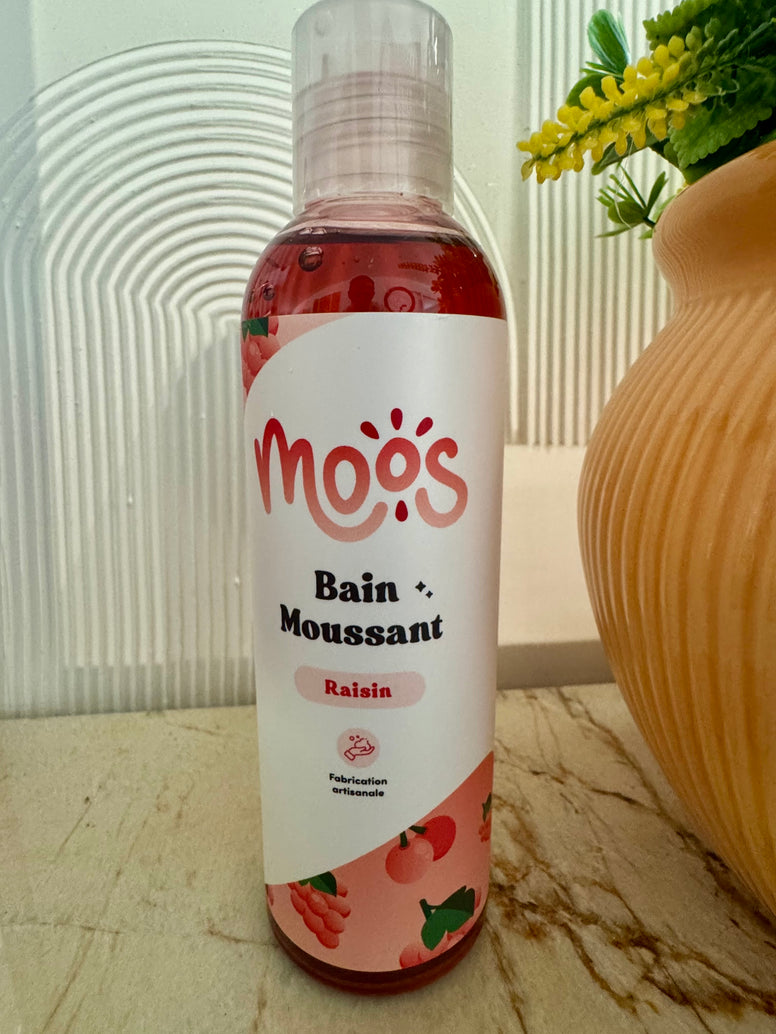 moos
Bain
Moussant
Raisin
Fabrication
artisanale